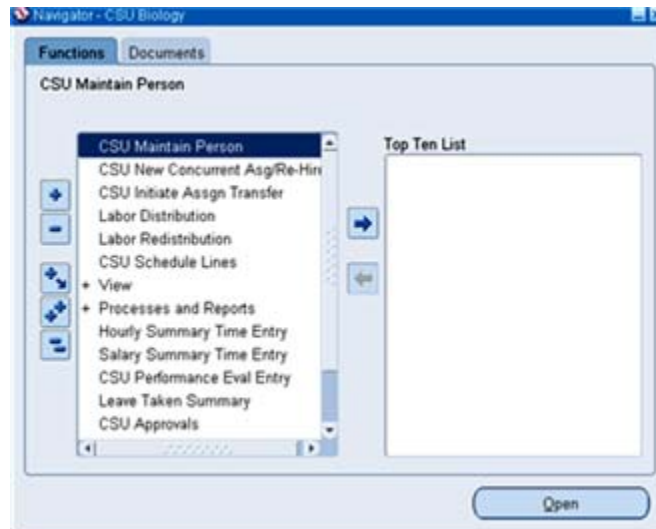 Navigator - CSU Biology
Functions Documents
CSU Maintain Person
Top Ten List
CSU Maintain Person
CSU New Concurrent Asg/Re-Hire
CSU Initiate Assgn Transfer
Labor Distribution
Labor Redistribution
CSU Schedule Lines
+ View
+ Processes and Reports
Hourly Summary Time Entry
Salary Summary Time Entry
CSU Performance Eval Entry
Leave Taken Summary
CSU Approvals
Open